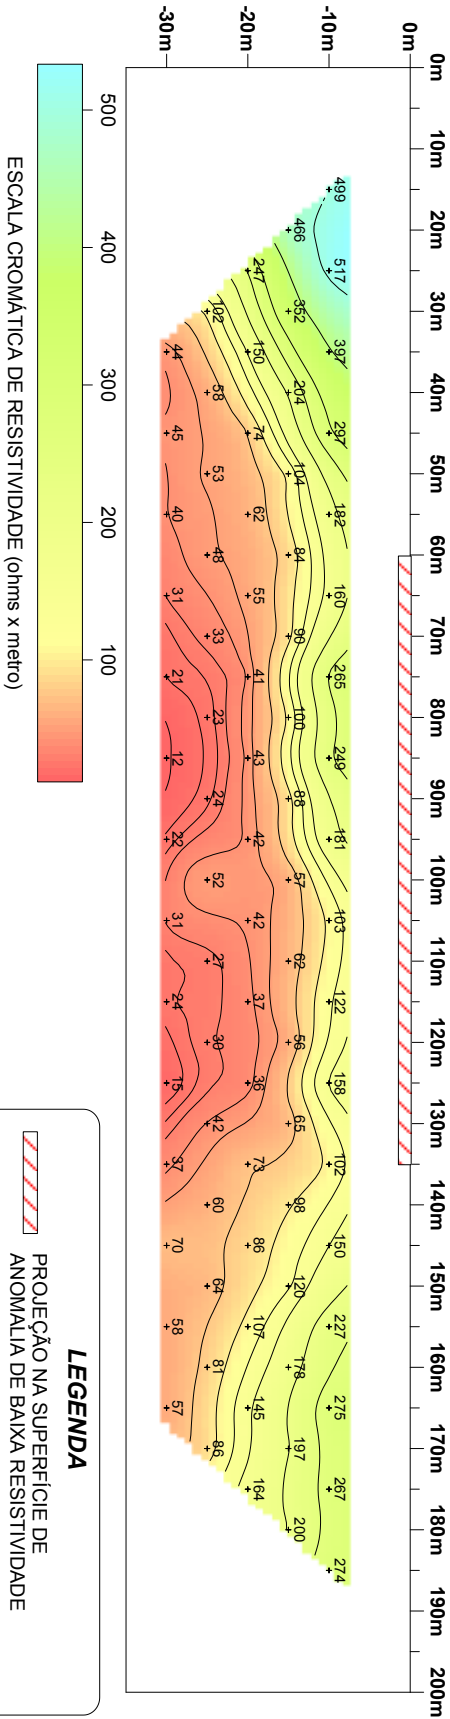 0m 10m 20m 30m 40m 50m 60m 70m 80m 90m 100m 110m 120m 130m 140m 150m 160m 170m 180m 190m 200m
0m
-10m
-20m
-30m
499 517 397 297 182 160 265 249 181 103 122 158 102 150 227 275 267 274
466 352 204 104 84 90 100 88 57 62 56 65 98 120 178 197 200
247 150 74 62 55 41 43 42 42 37 36 73 86 107 145 164
102 58 53 48 33 23 24 52 27 30 42 60 64 81 86
44 45 40 31 21 12 22 31 24 15 37 70 58 57
500 400 300 200 100
ESCALA CROMÁTICA DE RESISTIVIDADE (ohms x metro)
LEGENDA
PROJEÇÃO NA SUPERFÍCIE DE
ANOMALIA DE BAIXA RESISTIVIDADE